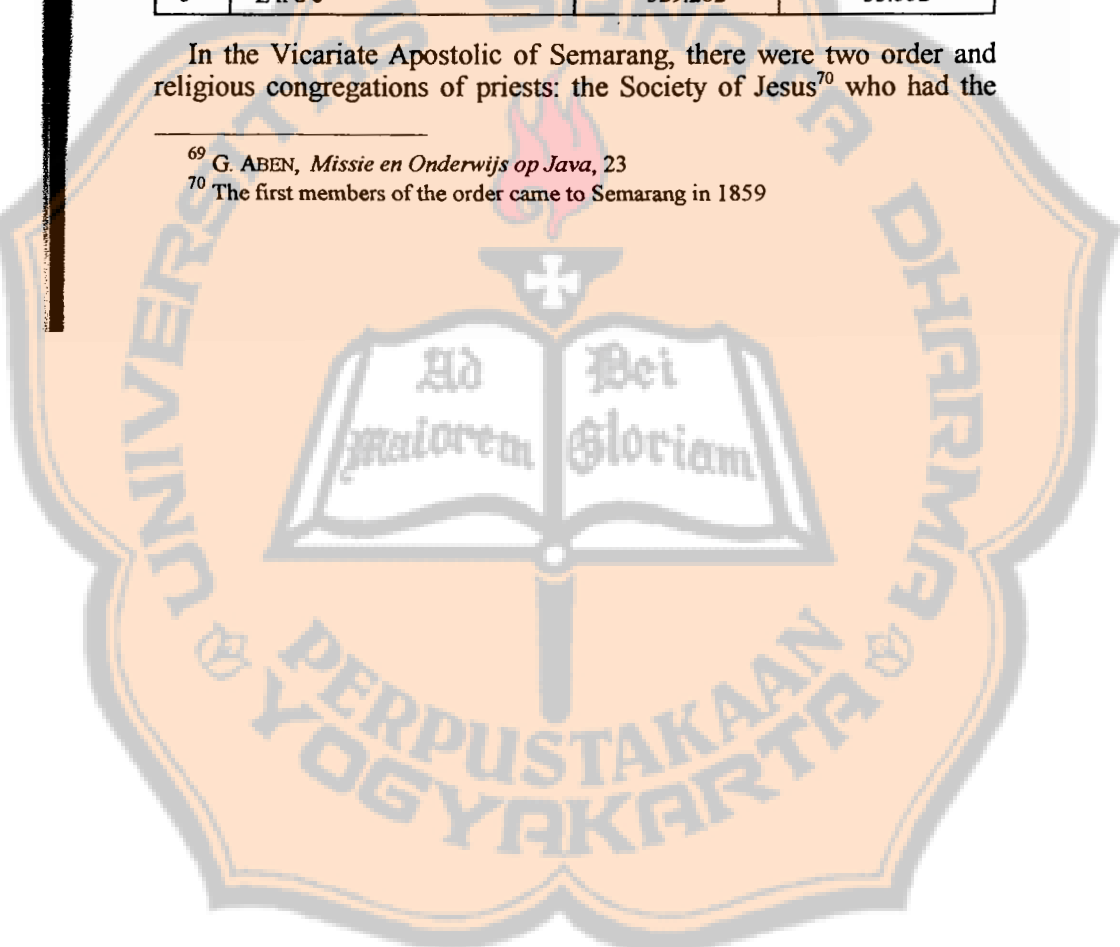 In the Vicariate Apostolic of Semarang, there were two order and
religious congregations of priests: the Society of Jesus70 who had the
69 G. ABEN, Missie en Onderwijs op Java, 23
70 The first members of the order came to Semarang in 1859
UNIVERSITAS SANATA DHARMA
Ad Dei
maiorem Gloriam
PERPUSTAKAAN
YOGYAKARTA